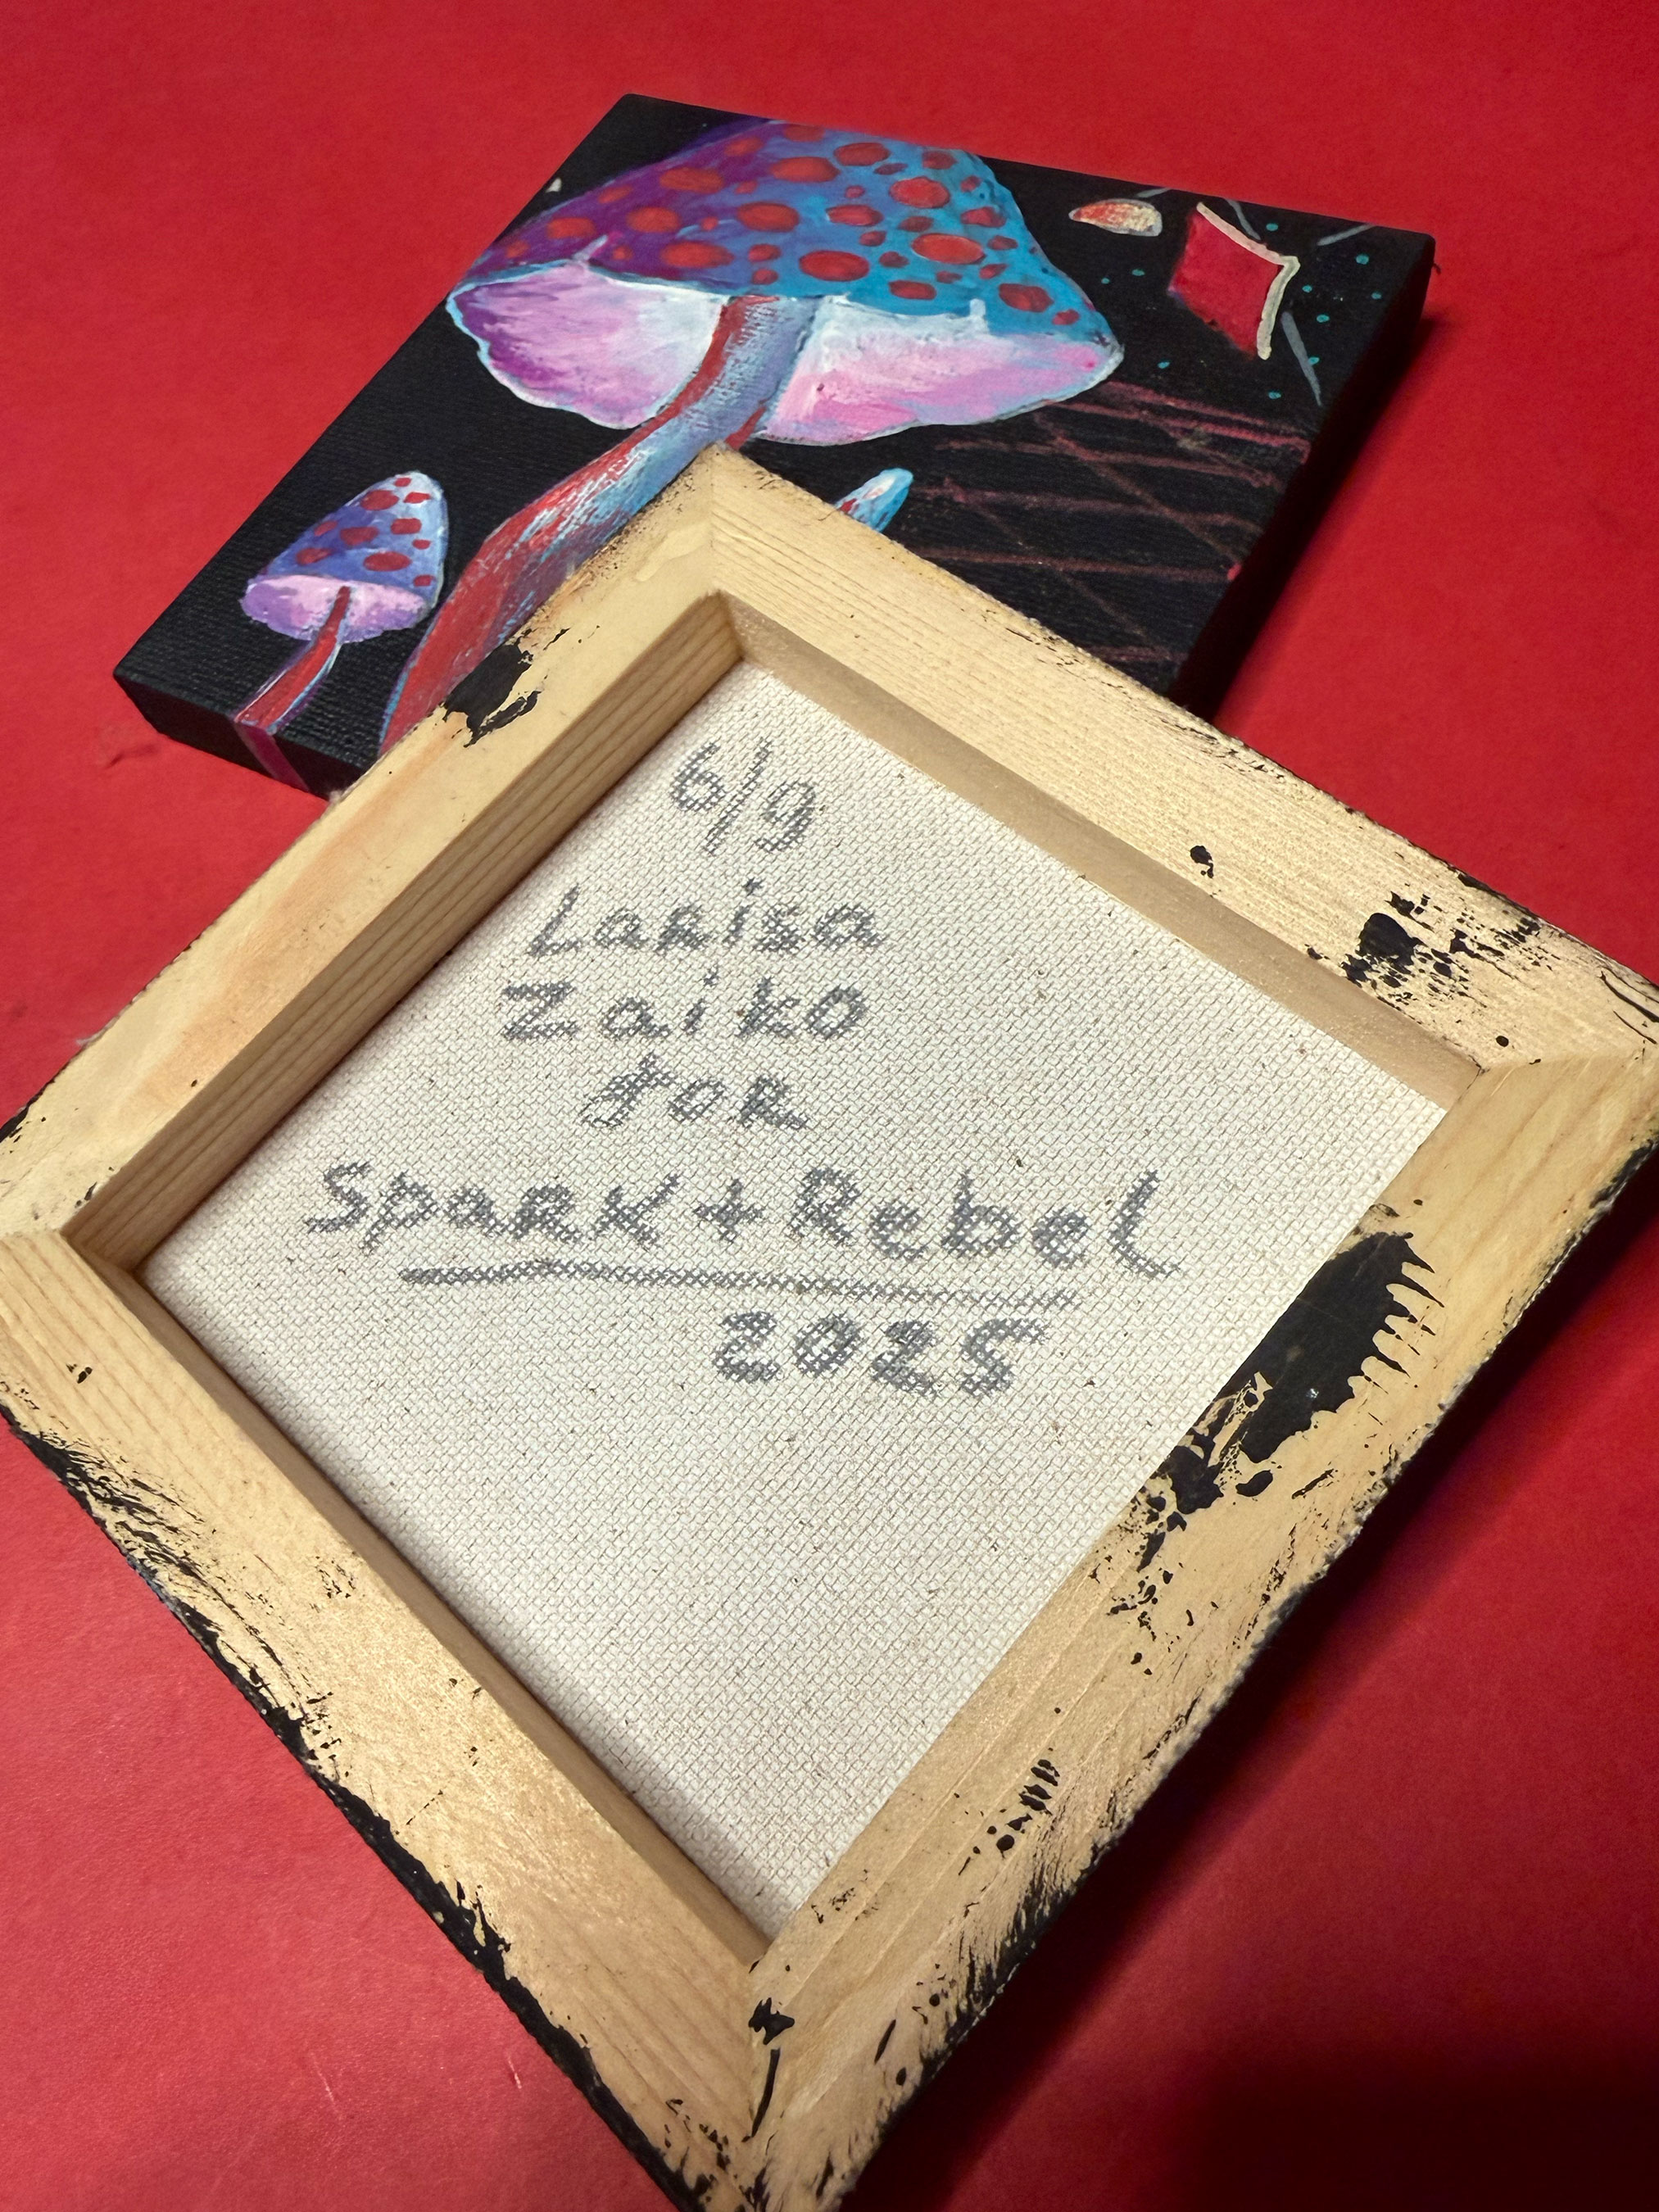 6/9
Larisa
Zaiko
for
Spark + Rebel
2025